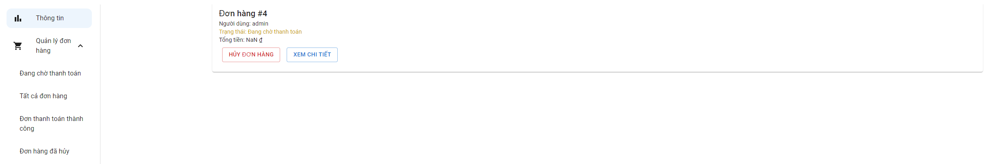 Thông tin
Quản lý đơn
hàng
Đang chờ thanh toán
Tất cả đơn hàng
Đơn thanh toán thành
công
Đơn hàng đã hủy
Đơn hàng #4
Người dùng: admin
Trạng thái: Đang chờ thanh toán
Tổng tiền: NaN ₫
HỦY ĐƠN HÀNG
XEM CHI TIẾT